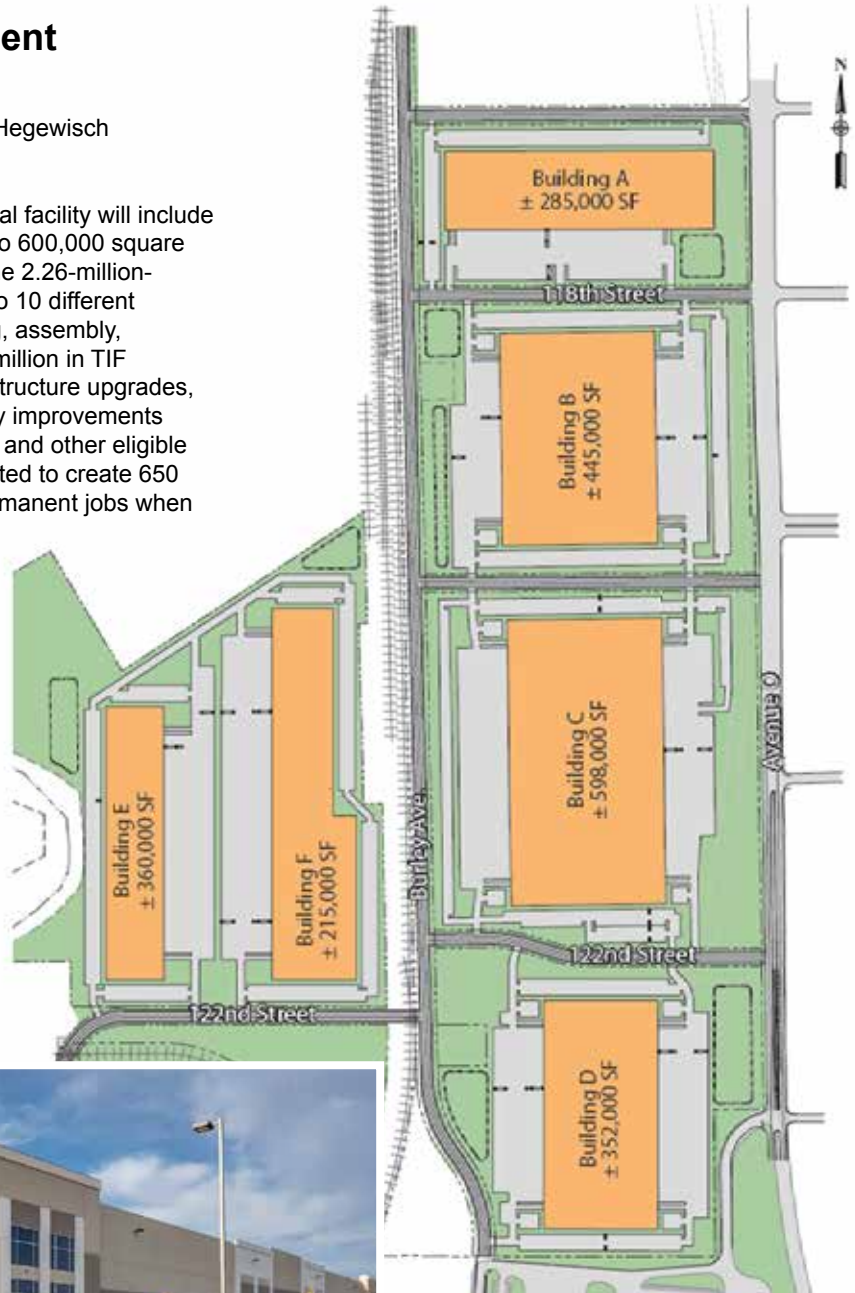 ent
Hegewisch
al facility will include
o 600,000 square
e 2.26-million-
o 10 different
, assembly,
million in TIF
structure upgrades,
y improvements
and other eligible
ted to create 650
manent jobs when
N
Building A
± 285,000 SF
118th Street
Building B
± 445,000 SF
Building C
± 598,000 SF
Avenue O
Burley Ave.
Building E
± 360,000 SF
Building F
± 215,000 SF
122nd Street
122nd Street
Building D
± 352,000 SF